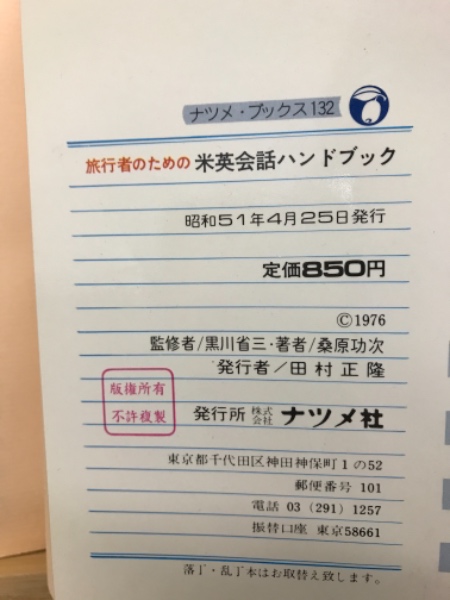 ナツメ・ブックス132
旅行者のための 米英会話ハンドブック
昭和51年4月25日発行
定価850円
©1976
監修者/黒川省三・著者/桑原功次
発行者/田村正隆
版権所有
不許複製
発行所 株式会社 ナツメ社
東京都千代田区神田神保町1の52
郵便番号 101
電話 03 (291) 1257
振替口座 東京58661
落丁・乱丁本はお取替え致します。